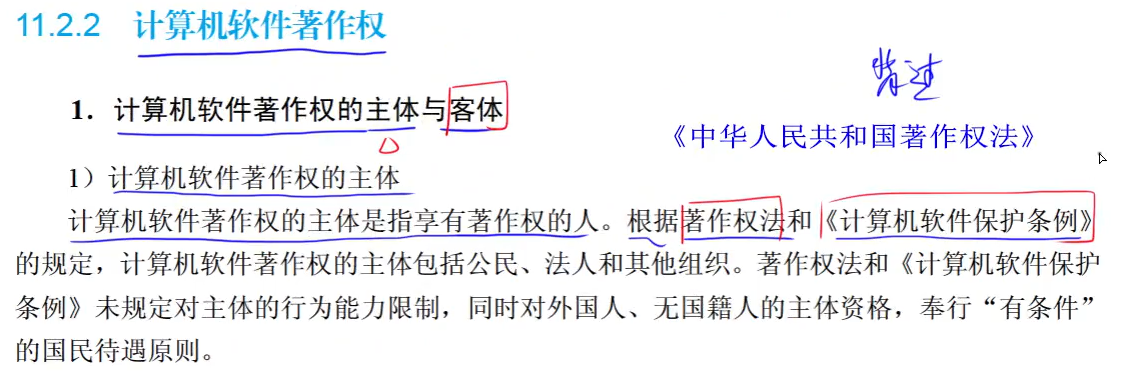 11.2.2 计算机软件著作权
1. 计算机软件著作权的主体与客体
《中华人民共和国著作权法》
1）计算机软件著作权的主体
计算机软件著作权的主体是指享有著作权的人。根据著作权法和《计算机软件保护条例》
的规定，计算机软件著作权的主体包括公民、法人和其他组织。著作权法和《计算机软件保护
条例》未规定对主体的行为能力限制，同时对外国人、无国籍人的主体资格，奉行“有条件”
的国民待遇原则。